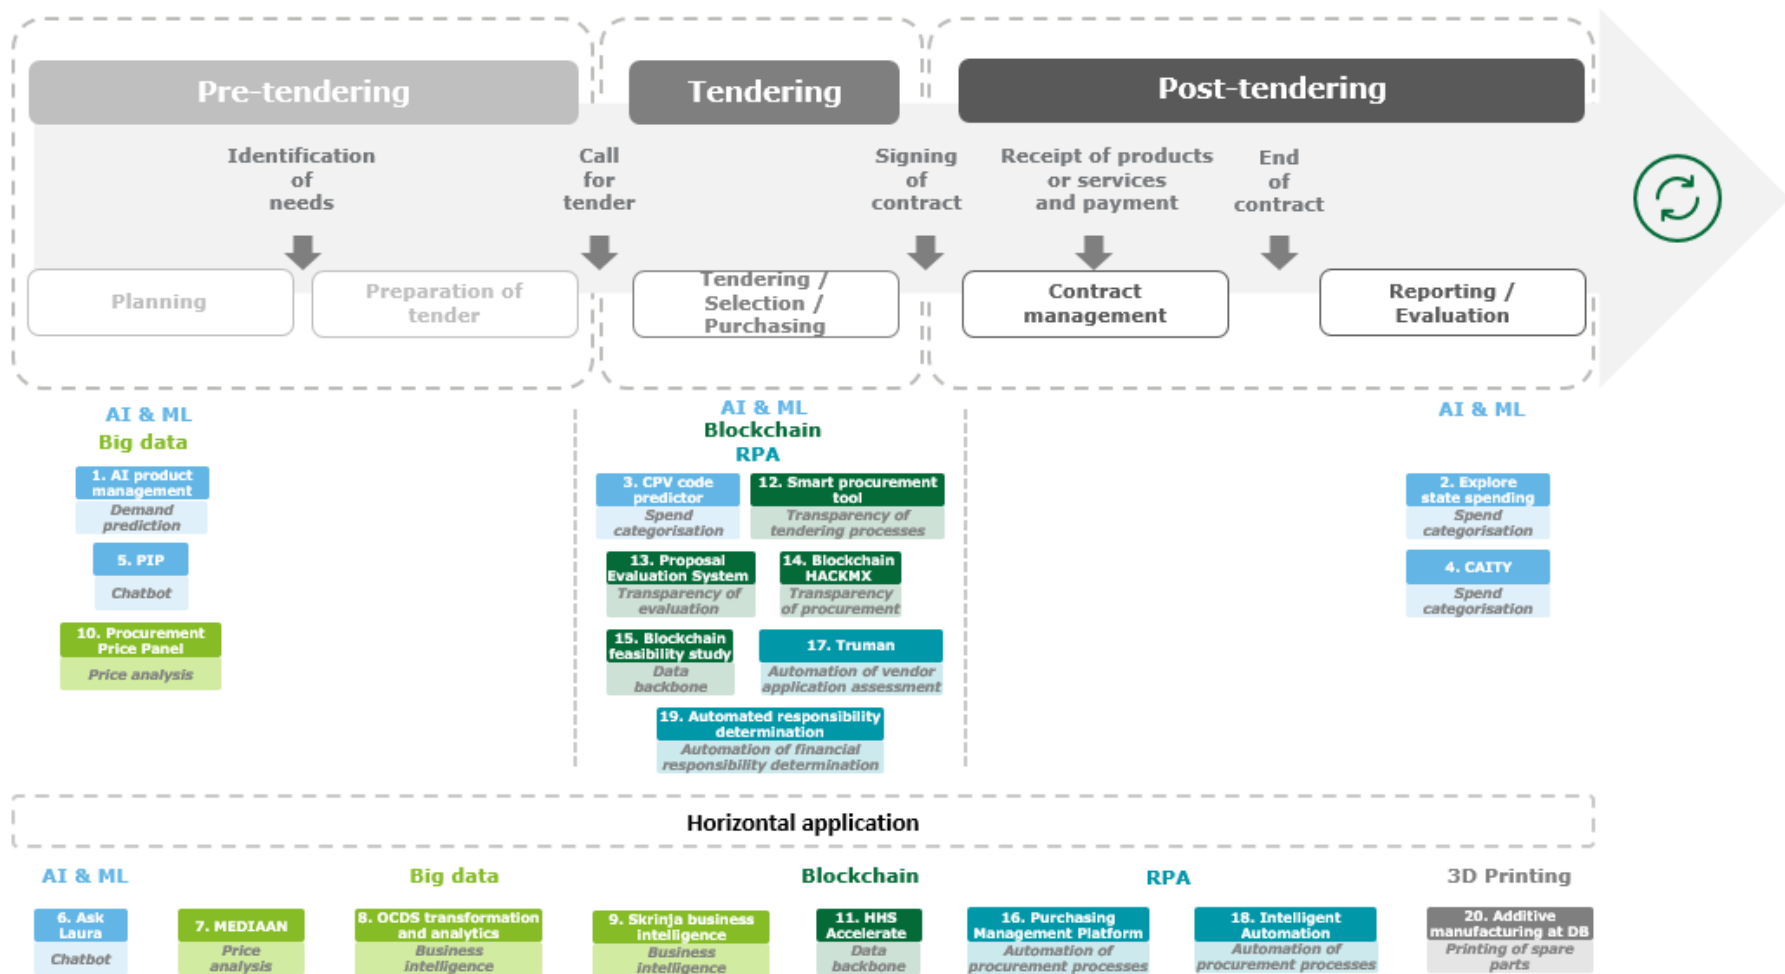 Pre-tendering
Tendering
Post-tendering
Identification
of
needs
Call
for
tender
Signing
of
contract
Receipt of products
or services
and payment
End
of
contract
Planning
Preparation of
tender
Tendering /
Selection /
Purchasing
Contract
management
Reporting /
Evaluation
AI & ML
Big data
1. AI product
management
Demand
prediction
5. PIP
Chatbot
10. Procurement
Price Panel
Price analysis
AI & ML
Blockchain
RPA
3. CPV code
predictor
Spend
categorisation
12. Smart procurement
tool
Transparency of
tendering processes
13. Proposal
Evaluation System
Transparency of
evaluation
14. Blockchain
HACKMX
Transparency
of procurement
15. Blockchain
feasibility study
Data
backbone
17. Truman
Automation of vendor
application assessment
19. Automated responsibility
determination
Automation of financial
responsibility determination
AI & ML
2. Explore
state spending
Spend
categorisation
4. CAITY
Spend
categorisation
Horizontal application
AI & ML
6. Ask
Laura
Chatbot
Big data
7. MEDIAAN
Price
analysis
8. OCDS transformation
and analytics
Business
intelligence
9. Skrinja business
intelligence
Business
intelligence
Blockchain
11. HHS
Accelerate
Data
backbone
RPA
16. Purchasing
Management Platform
Automation of
procurement processes
18. Intelligent
Automation
Automation of
procurement processes
3D Printing
20. Additive
manufacturing at DB
Printing of spare
parts